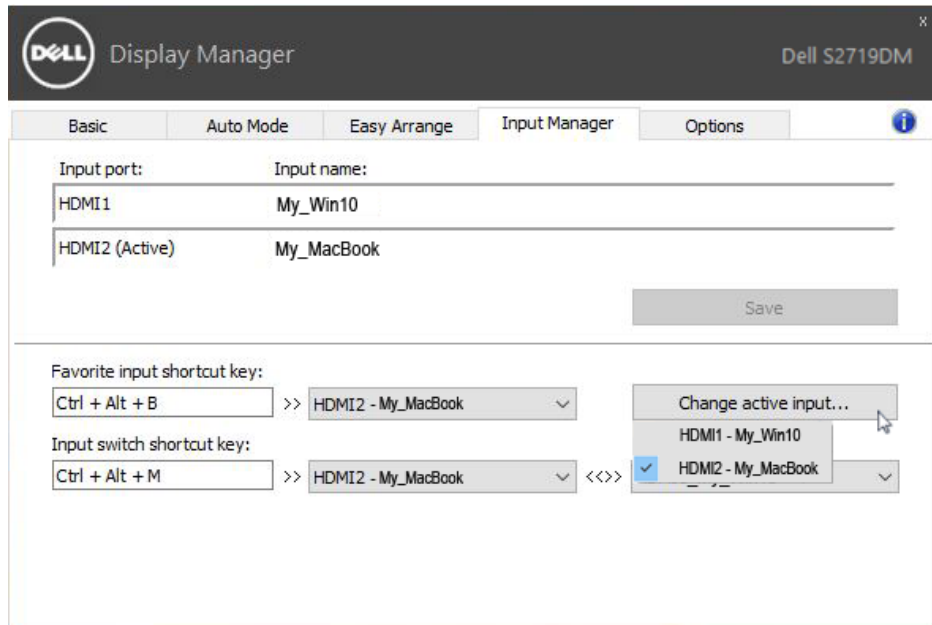 x
DELL Display Manager Dell S2719DM
Basic Auto Mode Easy Arrange Input Manager Options i
Input port: Input name:
HDMI1 My_Win10
HDMI2 (Active) My_MacBook
Save
Favorite input shortcut key:
Ctrl + Alt + B >> HDMI2 - My_MacBook Change active input...
HDMI1 - My_Win10
Input switch shortcut key:
Ctrl + Alt + M >> HDMI2 - My_MacBook <<>> HDMI2 - My_MacBook